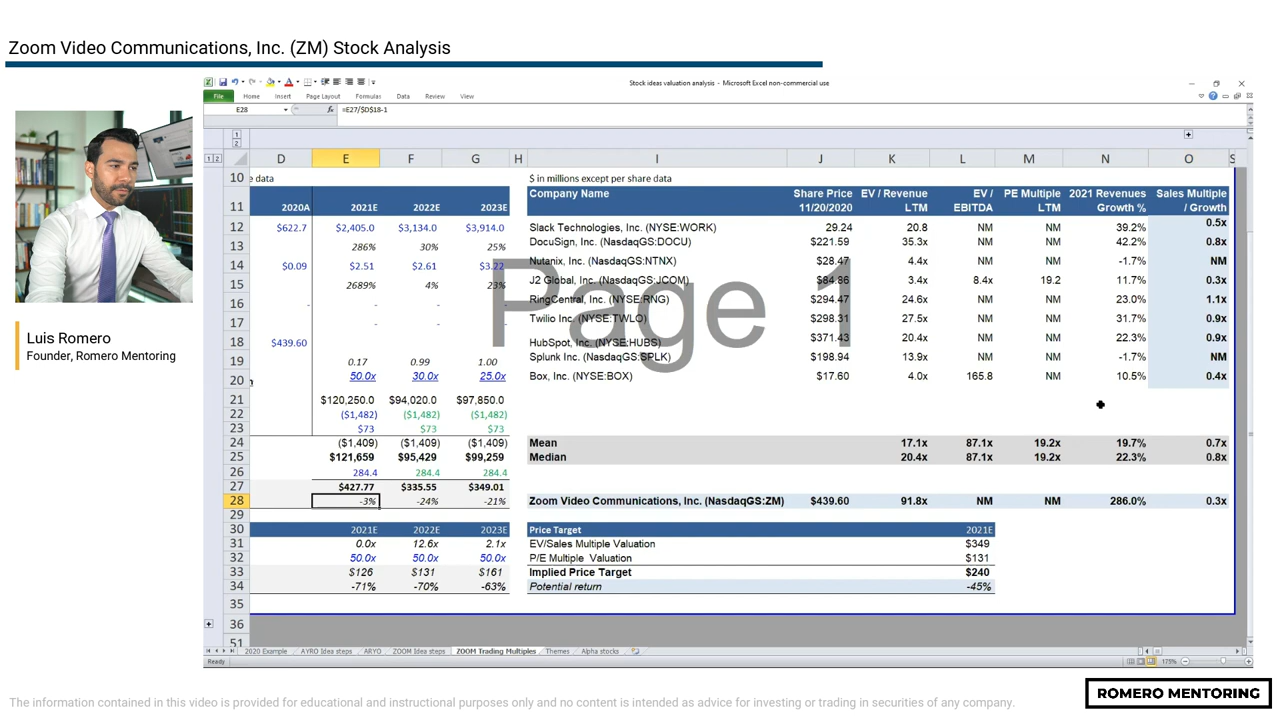 Zoom Video Communications, Inc. (ZM) Stock Analysis
Stock ideas valuation analysis - Microsoft Excel non-commercial use
File Home Insert Page Layout Formulas Data Review View
E28 fx =E27/$D$18-1
1
2
1 2 D E F G H I J K L M N O S
10 e data $ in millions except per share data
Company Name Share Price EV / Revenue EV / PE Multiple 2021 Revenues Sales Multiple
11 2020A 2021E 2022E 2023E 11/20/2020 LTM EBITDA LTM Growth % / Growth
12 $622.7 $2,405.0 $3,134.0 $3,914.0 Slack Technologies, Inc. (NYSE:WORK) 29.24 20.8 NM NM 39.2% 0.5x
13 286% 30% 25% DocuSign, Inc. (NasdaqGS:DOCU) $221.59 35.3x NM NM 42.2% 0.8x
14 $0.09 $2.51 $2.61 $3.22 Nutanix, Inc. (NasdaqGS:NTNX) $28.47 4.4x NM NM -1.7% NM
15 2689% 4% 23% J2 Global, Inc. (NasdaqGS:JCOM) $84.86 3.4x 8.4x 19.2 11.7% 0.3x
16 - - - - RingCentral, Inc. (NYSE:RNG) $294.47 24.6x NM NM 23.0% 1.1x
17 - - - Twilio Inc. (NYSE:TWLO) $298.31 27.5x NM NM 31.7% 0.9x
18 $439.60 HubSpot, Inc. (NYSE:HUBS) $371.43 20.4x NM NM 22.3% 0.9x
19 0.17 0.99 1.00 Splunk Inc. (NasdaqGS:SPLK) $198.94 13.9x NM NM -1.7% NM
20 50.0x 30.0x 25.0x Box, Inc. (NYSE:BOX) $17.60 4.0x 165.8 NM 10.5% 0.4x
Page 1
21 $120,250.0 $94,020.0 $97,850.0
22 ($1,482) ($1,482) ($1,482)
23 $73 $73 $73
24 ($1,409) ($1,409) ($1,409) Mean 17.1x 87.1x 19.2x 19.7% 0.7x
25 $121,659 $95,429 $99,259 Median 20.4x 87.1x 19.2x 22.3% 0.8x
26 284.4 284.4 284.4
27 $427.77 $335.55 $349.01
28 -3% -24% -21% Zoom Video Communications, Inc. (NasdaqGS:ZM) $439.60 91.8x NM NM 286.0% 0.3x
29
30 2021E 2022E 2023E Price Target 2021E
31 0.0x 12.6x 2.1x EV/Sales Multiple Valuation $349
32 50.0x 50.0x 50.0x P/E Multiple Valuation $131
33 $126 $131 $161 Implied Price Target $240
34 -71% -70% -63% Potential return -45%
35
36
51
2020 Example AYRO Idea steps ARYO ZOOM Idea steps ZOOM Trading Multiples Themes Alpha stocks
Ready 175%
Luis Romero
Founder, Romero Mentoring
The information contained in this video is provided for educational and instructional purposes only and no content is intended as advice for investing or trading in securities of any company.
ROMERO MENTORING